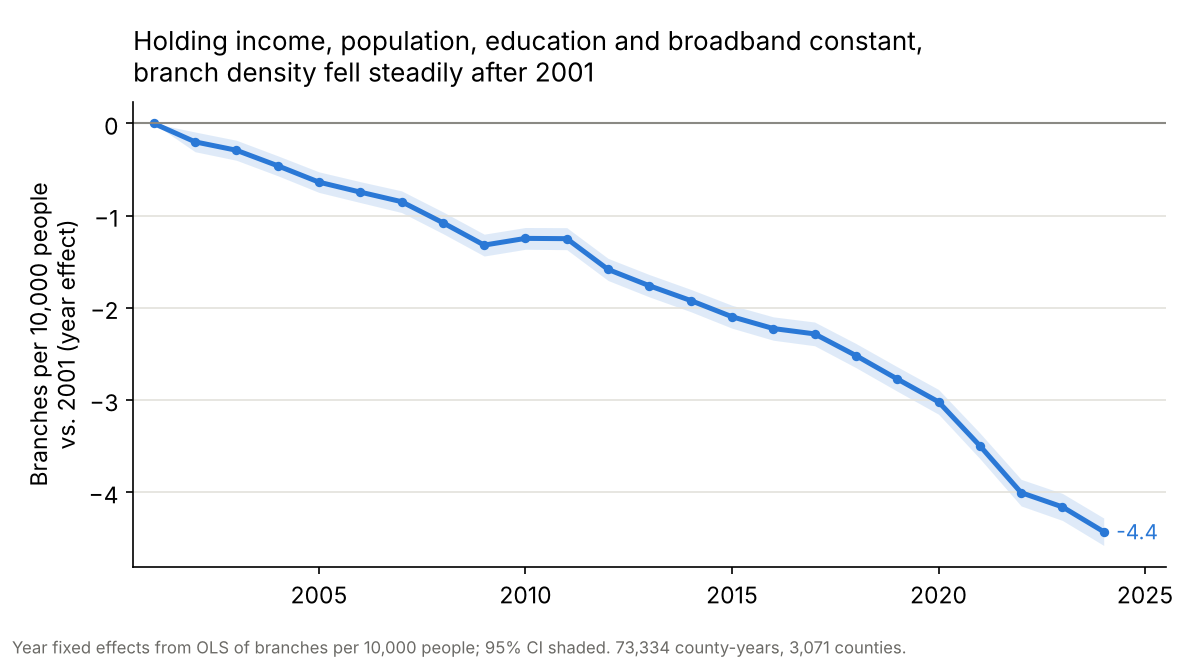 Holding income, population, education and broadband constant,
branch density fell steadily after 2001
Branches per 10,000 people
vs. 2001 (year effect)
0
−1
−2
−3
−4
-4.4
2005
2010
2015
2020
2025
Year fixed effects from OLS of branches per 10,000 people; 95% CI shaded. 73,334 county-years, 3,071 counties.